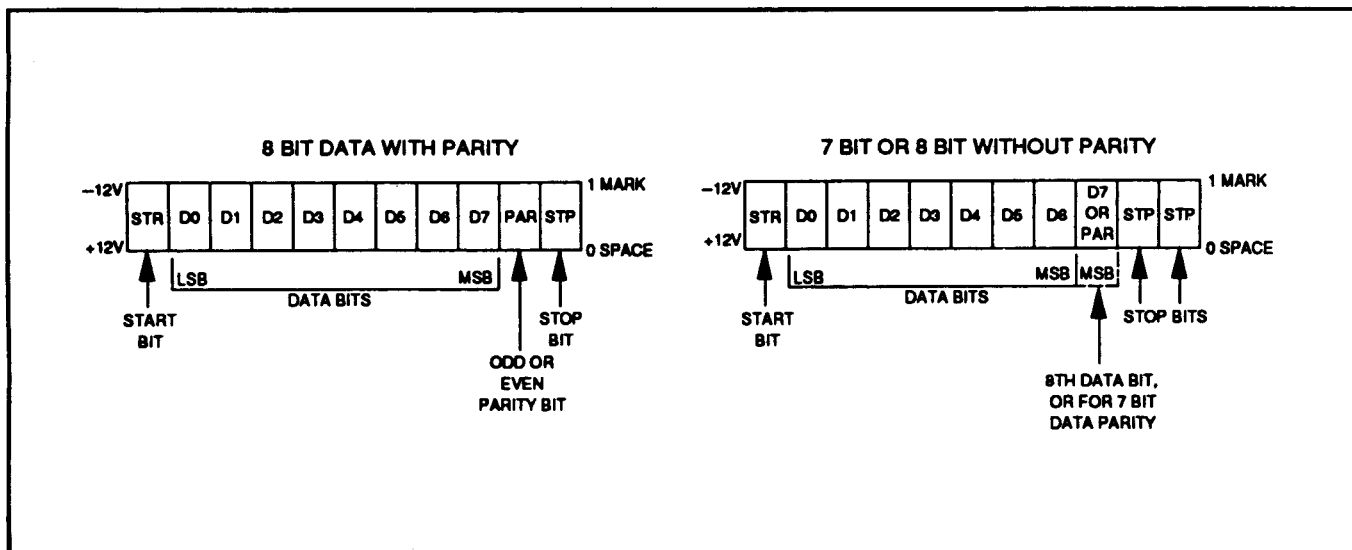 8 BIT DATA WITH PARITY
−12V
+12V
STR D0 D1 D2 D3 D4 D5 D6 D7 PAR STP
1 MARK
0 SPACE
LSB
MSB
DATA BITS
START
BIT
STOP
BIT
ODD OR
EVEN
PARITY BIT
7 BIT OR 8 BIT WITHOUT PARITY
−12V
+12V
STR D0 D1 D2 D3 D4 D5 D6
D7
OR
PAR
STP STP
1 MARK
0 SPACE
LSB
MSB
MSB
DATA BITS
START
BIT
STOP BITS
8TH DATA BIT,
OR FOR 7 BIT
DATA PARITY